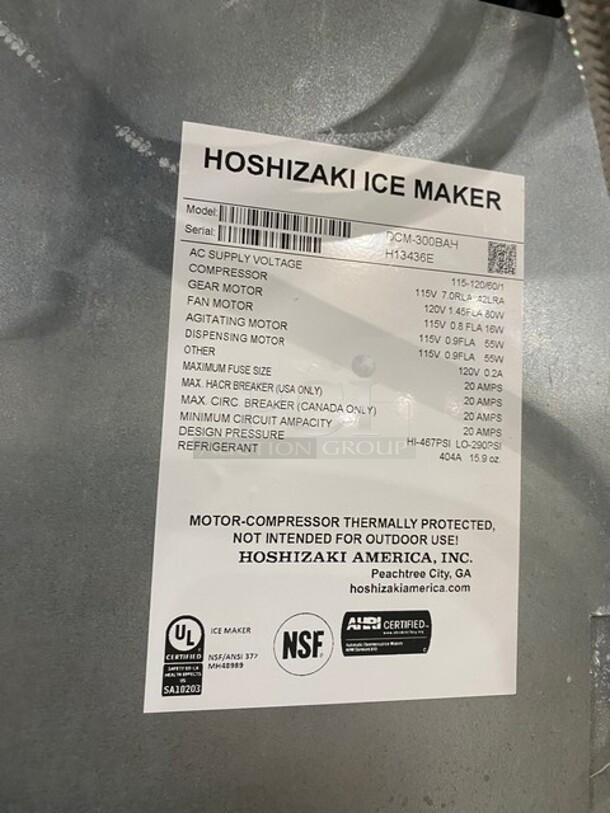 HOSHIZAKI ICE MAKER
Model: DCM-300BAH
Serial: H13436E
AC SUPPLY VOLTAGE 115-120/60/1
COMPRESSOR 115V 7.0RLA 42LRA
GEAR MOTOR 120V 1.45FLA 80W
FAN MOTOR 115V 0.8 FLA 16W
AGITATING MOTOR 115V 0.9FLA 55W
DISPENSING MOTOR 115V 0.9FLA 55W
OTHER 120V 0.2A
MAXIMUM FUSE SIZE 20 AMPS
MAX. HACR BREAKER (USA ONLY) 20 AMPS
MAX. CIRC. BREAKER (CANADA ONLY) 20 AMPS
MINIMUM CIRCUIT AMPACITY 20 AMPS
DESIGN PRESSURE HI-467PSI LO-290PSI
REFRIGERANT 404A 15.9 oz.
AUCTION GROUP
MOTOR-COMPRESSOR THERMALLY PROTECTED,
NOT INTENDED FOR OUTDOOR USE!
HOSHIZAKI AMERICA, INC.
Peachtree City, GA
hoshizakiamerica.com
UL
CERTIFIED
SA10203
ICE MAKER
NSF/ANSI 372
MH48989
NSF
AHRI CERTIFIED